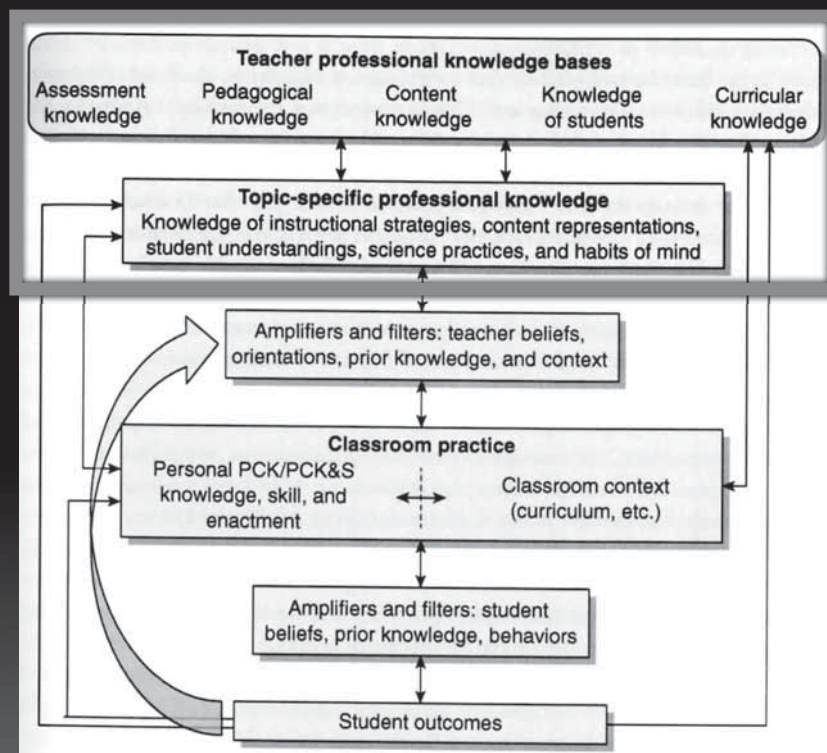 Teacher professional knowledge bases
Assessment knowledge
Pedagogical knowledge
Content knowledge
Knowledge of students
Curricular knowledge
Topic-specific professional knowledge
Knowledge of instructional strategies, content representations,
student understandings, science practices, and habits of mind
Amplifiers and filters: teacher beliefs,
orientations, prior knowledge, and context
Classroom practice
Personal PCK/PCK&S
knowledge, skill, and
enactment
Classroom context
(curriculum, etc.)
Amplifiers and filters: student
beliefs, prior knowledge, behaviors
Student outcomes